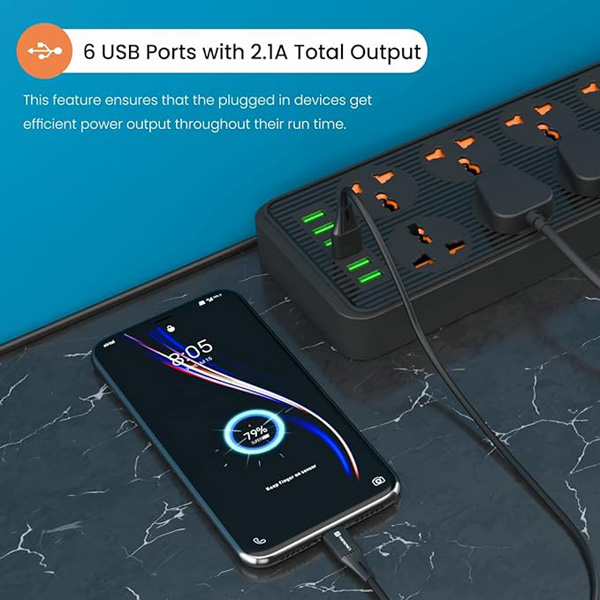 6 USB Ports with 2.1A Total Output
This feature ensures that the plugged in devices get
efficient power output throughout their run time.
8:05
79%
Keep finger on sensor